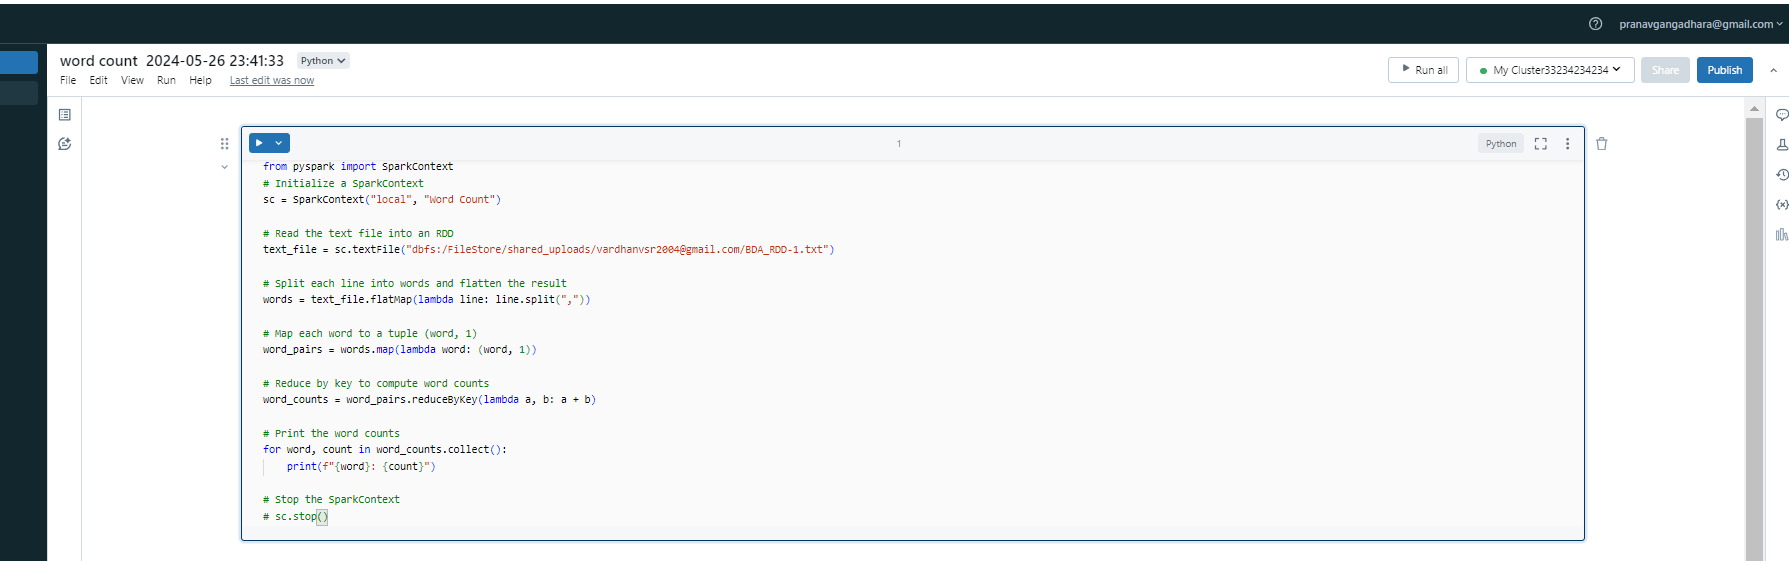 pranavgangadhara@gmail.com
word count 2024-05-26 23:41:33 Python
File Edit View Run Help Last edit was now
Run all My Cluster33234234234 Share Publish
1
Python
from pyspark import SparkContext
# Initialize a SparkContext
sc = SparkContext("local", "Word Count")
# Read the text file into an RDD
text_file = sc.textFile("dbfs:/FileStore/shared_uploads/vardhanvsr2004@gmail.com/BDA_RDD-1.txt")
# Split each line into words and flatten the result
words = text_file.flatMap(lambda line: line.split(","))
# Map each word to a tuple (word, 1)
word_pairs = words.map(lambda word: (word, 1))
# Reduce by key to compute word counts
word_counts = word_pairs.reduceByKey(lambda a, b: a + b)
# Print the word counts
for word, count in word_counts.collect():
    print(f"{word}: {count}")
# Stop the SparkContext
# sc.stop()